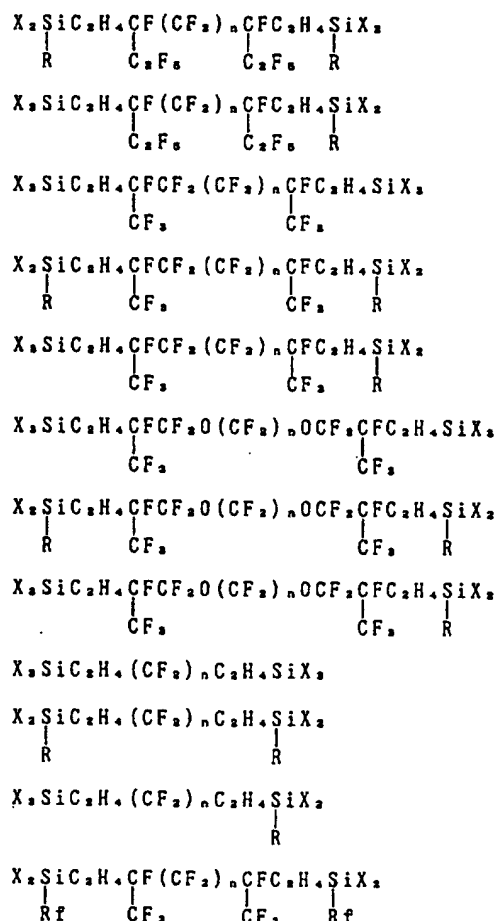 X₂SiC₂H₄CF(CF₂)ₙCFC₂H₄SiX₂
R C₂F₅ C₂F₅ R
X₃SiC₂H₄CF(CF₂)ₙCFC₂H₄SiX₂
C₂F₅ C₂F₅ R
X₃SiC₂H₄CFCF₂(CF₂)ₙCFC₂H₄SiX₃
CF₃ CF₃
X₂SiC₂H₄CFCF₂(CF₂)ₙCFC₂H₄SiX₂
R CF₃ CF₃ R
X₃SiC₂H₄CFCF₂(CF₂)ₙCFC₂H₄SiX₂
CF₃ CF₃ R
X₃SiC₂H₄CFCF₂O(CF₂)ₙOCF₂CFC₂H₄SiX₃
CF₃ CF₃
X₂SiC₂H₄CFCF₂O(CF₂)ₙOCF₂CFC₂H₄SiX₂
R CF₃ CF₃ R
X₃SiC₂H₄CFCF₂O(CF₂)ₙOCF₂CFC₂H₄SiX₂
CF₃ CF₃ R
X₃SiC₂H₄(CF₂)ₙC₂H₄SiX₃
X₂SiC₂H₄(CF₂)ₙC₂H₄SiX₂
R R
X₃SiC₂H₄(CF₂)ₙC₂H₄SiX₂
R
X₂SiC₂H₄CF(CF₂)ₙCFC₂H₄SiX₂
Rf CF₃ CF₃ Rf